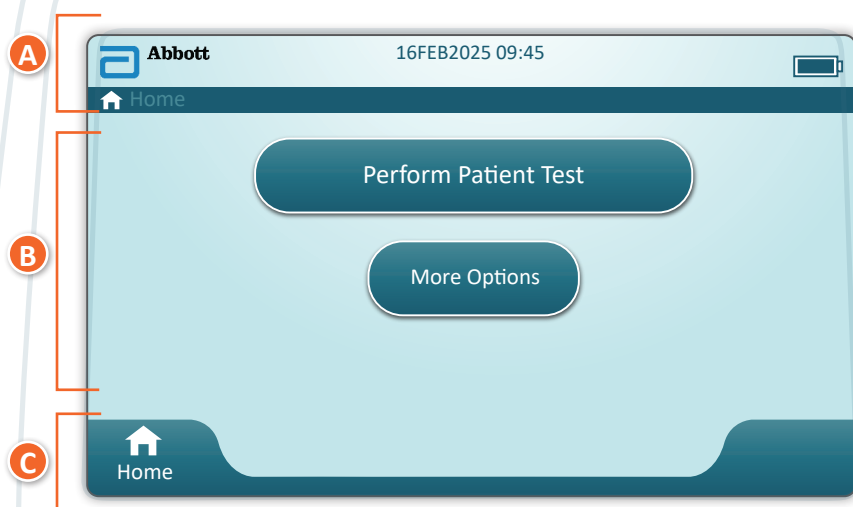 A
Abbott
16FEB2025 09:45
Home
Perform Patient Test
B
More Options
C
Home